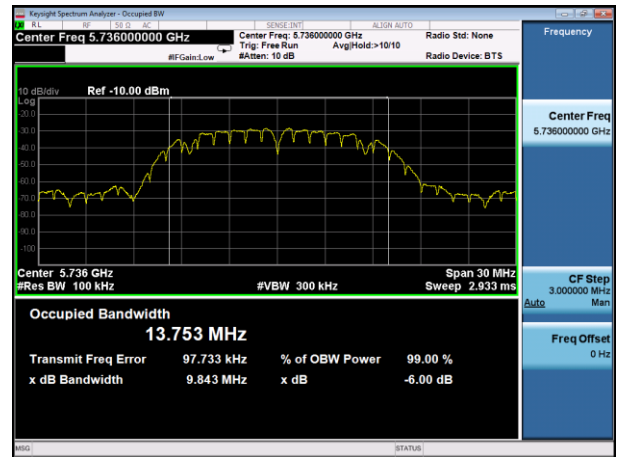 Keysight Spectrum Analyzer - Occupied BW
RL RF 50 Ω AC SENSE:INT ALIGN AUTO
Center Freq 5.736000000 GHz
Center Freq: 5.736000000 GHz
Radio Std: None
Trig: Free Run Avg|Hold:>10/10
#IFGain:Low #Atten: 10 dB Radio Device: BTS
10 dB/div Ref -10.00 dBm
Log
-20.0
-30.0
-40.0
-50.0
-60.0
-70.0
-80.0
-90.0
-100
Center 5.736 GHz Span 30 MHz
#Res BW 100 kHz #VBW 300 kHz Sweep 2.933 ms
Occupied Bandwidth
13.753 MHz
Transmit Freq Error 97.733 kHz % of OBW Power 99.00 %
x dB Bandwidth 9.843 MHz x dB -6.00 dB
MSG STATUS
Frequency
Center Freq
5.736000000 GHz
CF Step
3.000000 MHz
Auto Man
Freq Offset
0 Hz